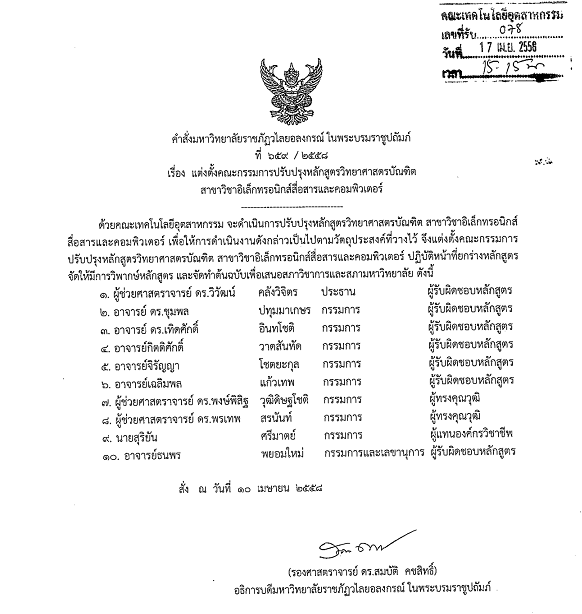 คณะเทคโนโลยีอุตสาหกรรม
เลขที่รับ 078
วันที่ 17 เม.ย. 2558
เวลา
คำสั่งมหาวิทยาลัยราชภัฏวไลยอลงกรณ์ ในพระบรมราชูปถัมภ์
ที่ ๖๕๙ /๒๕๕๘
เรื่อง แต่งตั้งคณะกรรมการปรับปรุงหลักสูตรวิทยาศาสตรบัณฑิต
สาขาวิชาอิเล็กทรอนิกส์สื่อสารและคอมพิวเตอร์
ด้วยคณะเทคโนโลยีอุตสาหกรรม จะดำเนินการปรับปรุงหลักสูตรวิทยาศาสตรบัณฑิต สาขาวิชาอิเล็กทรอนิกส์
สื่อสารและคอมพิวเตอร์ เพื่อให้การดำเนินงานดังกล่าวเป็นไปตามวัตถุประสงค์ที่วางไว้ จึงแต่งตั้งคณะกรรมการ
ปรับปรุงหลักสูตรวิทยาศาสตรบัณฑิต สาขาวิชาอิเล็กทรอนิกส์สื่อสารและคอมพิวเตอร์ ปฏิบัติหน้าที่ยกร่างหลักสูตร
จัดให้มีการวิพากษ์หลักสูตร และจัดทำต้นฉบับเพื่อเสนอสภาวิชาการและสภามหาวิทยาลัย ดังนี้
๑. ผู้ช่วยศาสตราจารย์ ดร.วิวัฒน์ คลังวิจิตร ประธาน ผู้รับผิดชอบหลักสูตร
๒. อาจารย์ ดร.ชุมพล ปทุมมาเกษร กรรมการ ผู้รับผิดชอบหลักสูตร
๓. อาจารย์ ดร.เทิดศักดิ์ อินทโชติ กรรมการ ผู้รับผิดชอบหลักสูตร
๔. อาจารย์กิตติศักดิ์ วาดสันทัด กรรมการ ผู้รับผิดชอบหลักสูตร
๕. อาจารย์จิรัญญา โชตยะกุล กรรมการ ผู้รับผิดชอบหลักสูตร
๖. อาจารย์เฉลิมพล แก้วเทพ กรรมการ ผู้รับผิดชอบหลักสูตร
๗. ผู้ช่วยศาสตราจารย์ ดร.พงษ์พิสิฐ วุฒิดิษฐโชติ กรรมการ ผู้ทรงคุณวุฒิ
๘. ผู้ช่วยศาสตราจารย์ ดร.พรเทพ สรนันท์ กรรมการ ผู้ทรงคุณวุฒิ
๙. นายสุริยัน ศรีมาตย์ กรรมการ ผู้แทนองค์กรวิชาชีพ
๑๐. อาจารย์ธนพร พยอมใหม่ กรรมการและเลขานุการ ผู้รับผิดชอบหลักสูตร
สั่ง ณ วันที่ ๑๐ เมษายน ๒๕๕๘
(รองศาสตราจารย์ ดร.สมบัติ คชสิทธิ์)
อธิการบดีมหาวิทยาลัยราชภัฏวไลยอลงกรณ์ ในพระบรมราชูปถัมภ์